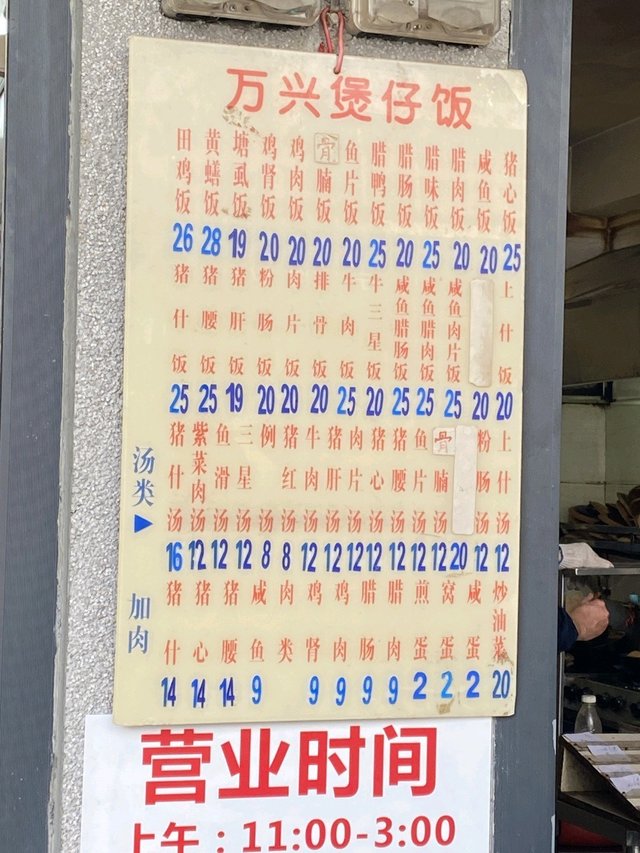 万兴煲仔饭
田鸡饭 黄蟮饭 塘虱饭 鸡肾饭 鸡肉饭 骨腩饭 鱼片饭 腊鸭饭 腊肠饭 腊味饭 腊肉饭 咸鱼饭 猪心饭
26 28 19 20 20 20 20 25 20 25 20 20 25
猪什饭 猪腰饭 猪肝饭 粉肠饭 肉片饭 排骨饭 牛肉饭 牛三星饭 咸鱼腊肠饭 咸鱼腊肉饭 咸鱼肉片饭 上什饭
25 25 19 20 20 20 25 20 25 25 25 20 20
汤类▶
猪什汤 紫菜肉汤 鱼滑汤 三星汤 例汤 猪红汤 牛肉汤 猪肝汤 肉片汤 猪心汤 猪腰汤 鱼片汤 骨腩汤 粉肠汤 上什汤
16 12 12 12 8 8 12 12 12 12 12 12 20 12 12
加肉
猪什 猪心 猪腰 咸鱼 肉类 鸡肾 鸡肉 腊肠 腊肉 煎蛋 窝蛋 咸蛋 炒油菜
14 14 14 9 9 9 9 9 2 2 2 20
营业时间
上午：11:00-3:00